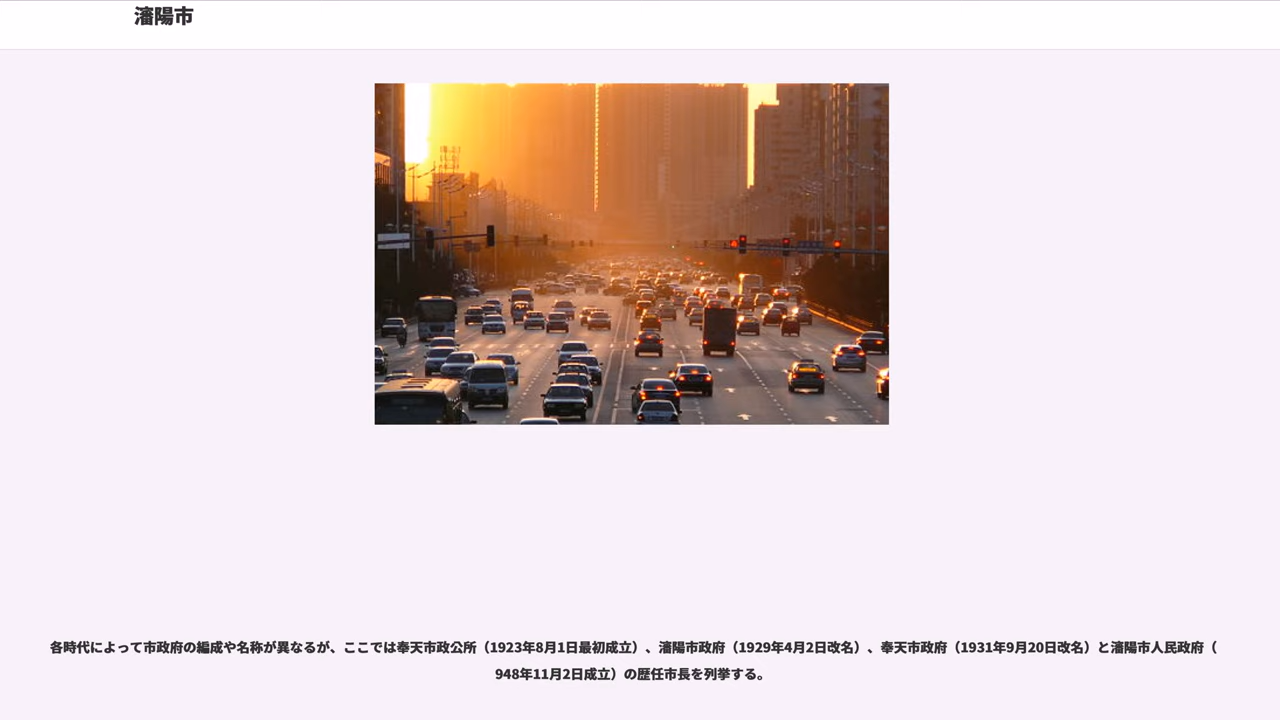 瀋陽市
各時代によって市政府の編成や名称が異なるが、ここでは奉天市政公所（1923年8月1日最初成立）、瀋陽市政府（1929年4月2日改名）、奉天市政府（1931年9月20日改名）と瀋陽市人民政府（
948年11月2日成立）の歴任市長を列挙する。